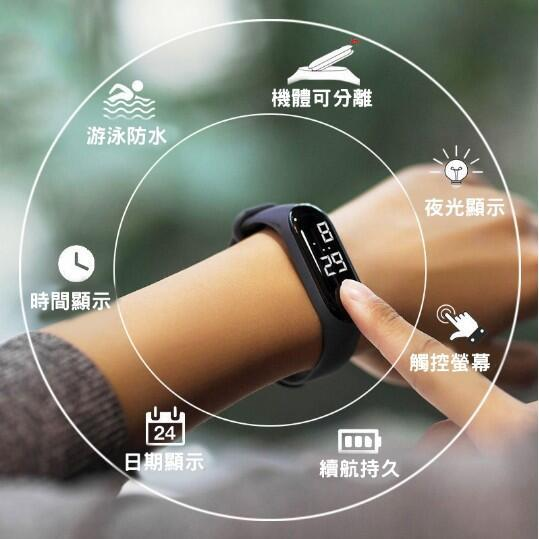 機體可分離
游泳防水
夜光顯示
8
29
時間顯示
觸控螢幕
24
日期顯示
續航持久